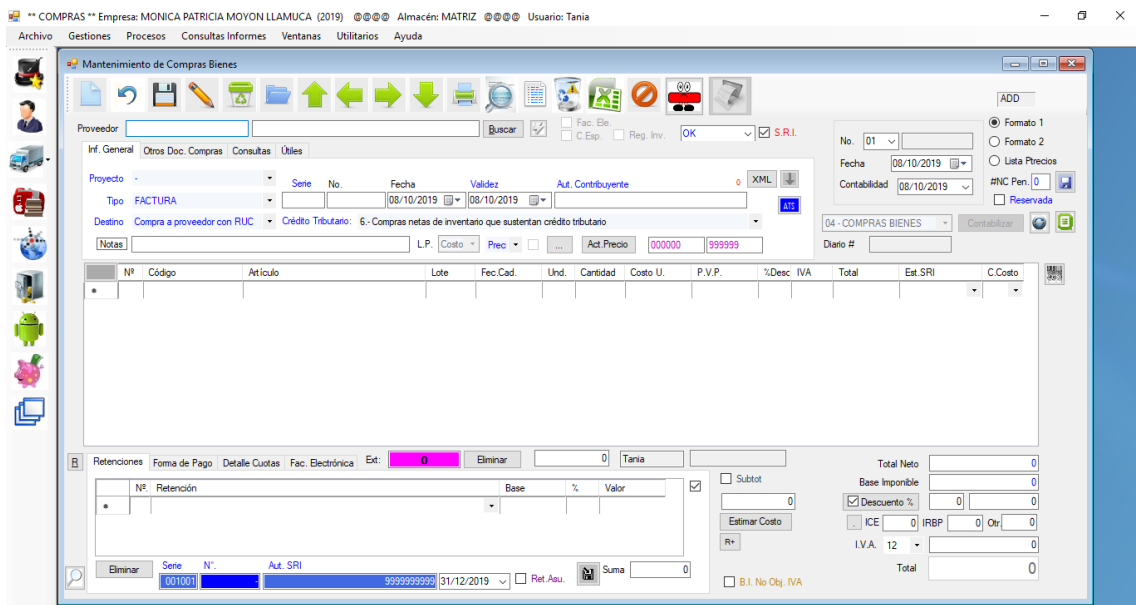 ** COMPRAS ** Empresa: MONICA PATRICIA MOYON LLAMUCA (2019) @@@@ Almacén: MATRIZ @@@@ Usuario: Tania
Archivo Gestiones Procesos Consultas Informes Ventanas Utilitarios Ayuda
Mantenimiento de Compras Bienes
ADD
Proveedor Buscar Fac. Ele. C.Esp. Reg. Inv. OK S.R.I.
Formato 1
No. 01 Formato 2
Inf. General Otros Doc. Compras Consultas Útiles
Fecha 08/10/2019 Lista Ptrecios
Proyecto - Serie No. Fecha Validez Aut. Contribuyente 0 XML
Contabilidad 08/10/2019 #NC Pen. 0
Tipo FACTURA 08/10/2019 08/10/2019 ATS
Reservada
Destino Compra a proveedor con RUC Crédito Tributario: 6.- Compras netas de inventario que sustentan crédito tributario
04 - COMPRAS BIENES Contabilizar
Notas L.P. Costo Prec ... Act.Precio 000000 999999
Diario #
Nº Código Artículo Lote Fec.Cad. Und. Cantidad Costo U. P.V.P. %Desc IVA Total Est.SRI C.Costo
R Retenciones Forma de Pago Detalle Cuotas Fac. Electrónica Ext: 0 Eliminar 0 Tania
Nº. Retención Base % Valor
Subtot
0
Estimar Costo
R+
Total Neto 0
Base Imponible 0
Descuento % 0 0
. ICE 0 IRBP 0 Otr. 0
I.V.A. 12 0
Total 0
Eliminar Serie N°. Aut. SRI
001001 - 9999999999 31/12/2019 Ret.Asu. Suma 0
B.I. No Obj. IVA